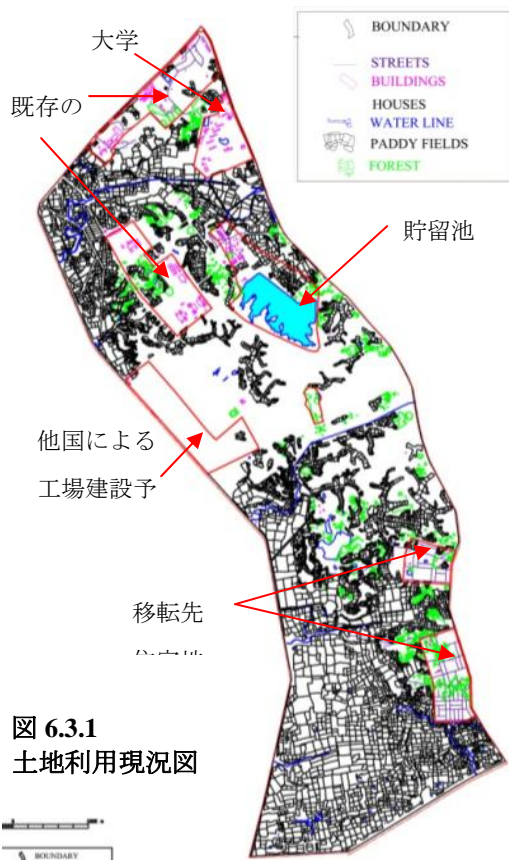 大学
既存の
BOUNDARY
STREETS
BUILDINGS
HOUSES
WATER LINE
PADDY FIELDS
FOREST
貯留池
他国による
工場建設予
移転先
図 6.3.1
土地利用現況図
BOUNDARY